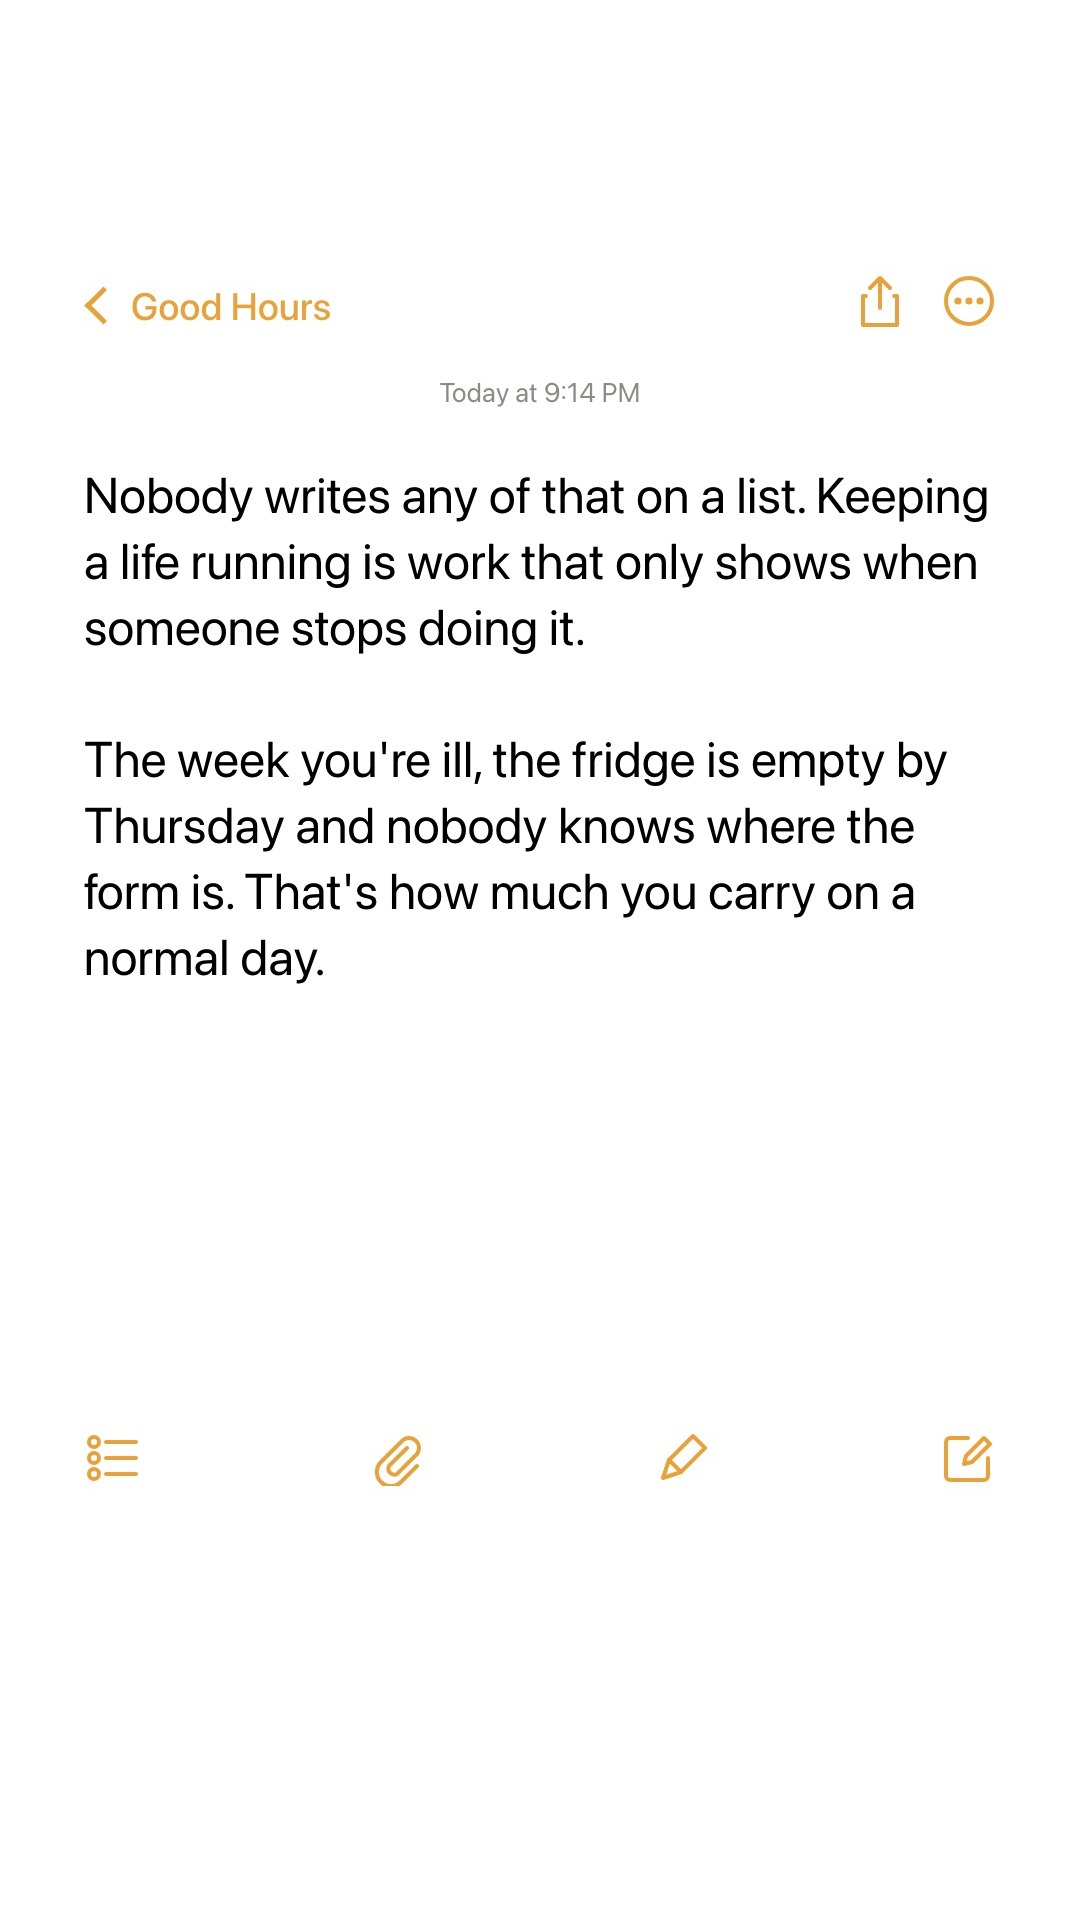 Good Hours
Today at 9:14 PM
Nobody writes any of that on a list. Keeping
a life running is work that only shows when
someone stops doing it.
The week you're ill, the fridge is empty by
Thursday and nobody knows where the
form is. That's how much you carry on a
normal day.